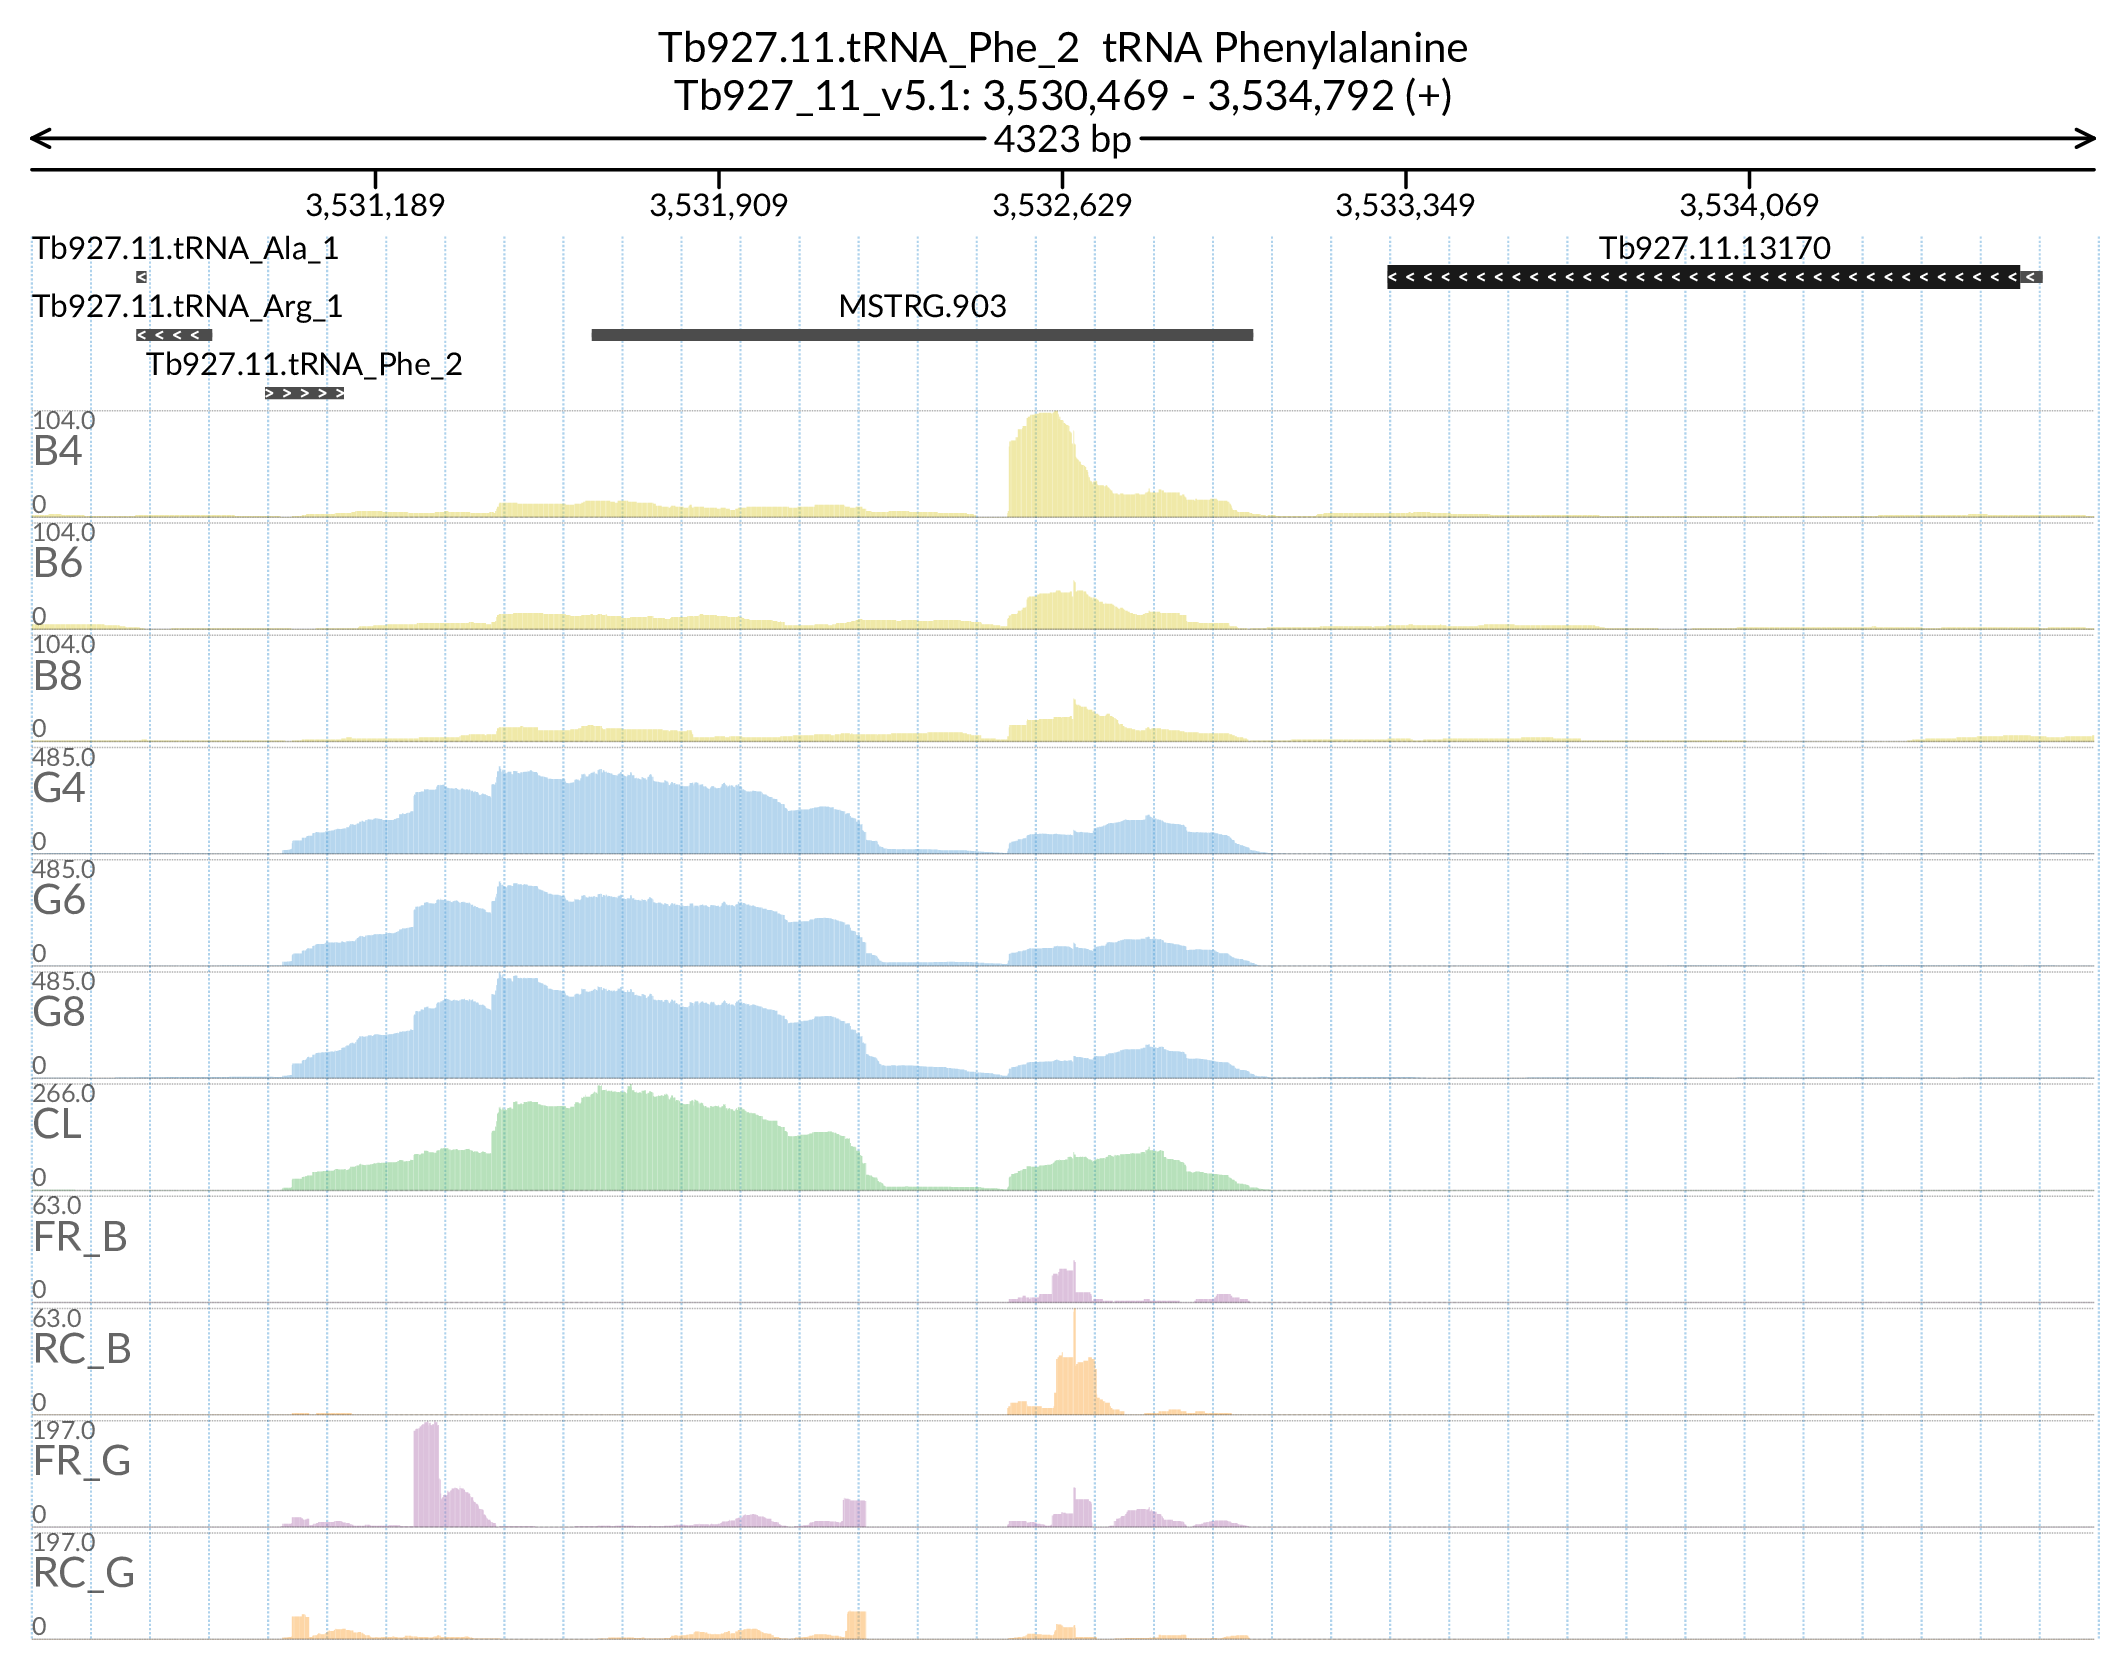 Tb927.11.tRNA_Phe_2  tRNA Phenylalanine
Tb927_11_v5.1: 3,530,469 - 3,534,792 (+)
4323 bp
3,531,189 3,531,909 3,532,629 3,533,349 3,534,069
Tb927.11.tRNA_Ala_1 Tb927.11.13170
Tb927.11.tRNA_Arg_1 MSTRG.903
Tb927.11.tRNA_Phe_2
104.0
B4
0
104.0
B6
0
104.0
B8
0
485.0
G4
0
485.0
G6
0
485.0
G8
0
266.0
CL
0
63.0
FR_B
0
63.0
RC_B
0
197.0
FR_G
0
197.0
RC_G
0